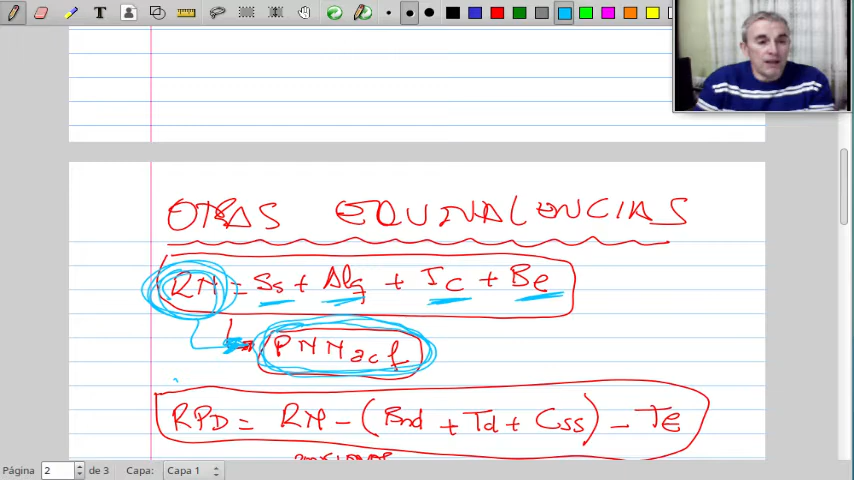 OTRAS EQUIVALENCIAS
RN = Ss + Alq + Ic + Be
PNNacf
RPD = RN - (Bnd + Td + Css) - Te
Página 2 de 3 Capa: Capa 1